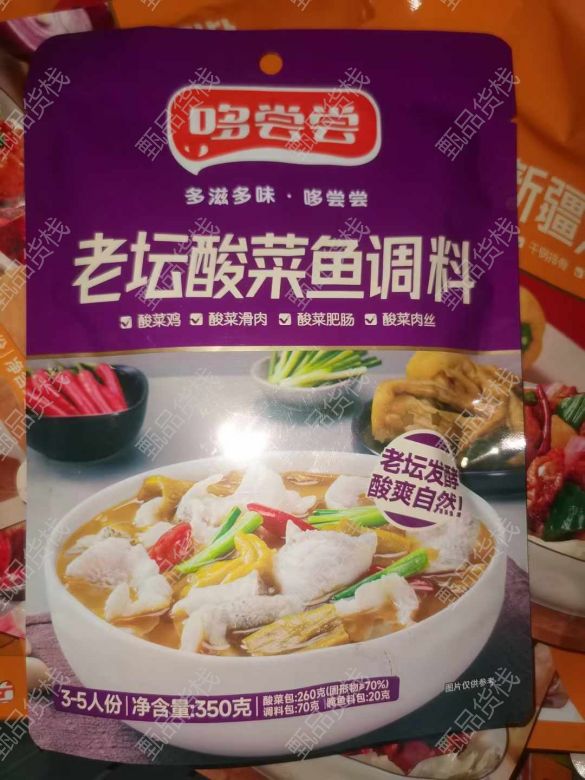 哆尝尝
多滋多味·哆尝尝
老坛酸菜鱼调料
酸菜鸡 酸菜滑肉 酸菜肥肠 酸菜肉丝
老坛发酵
酸爽自然!
图片仅供参考
3-5人份 净含量:350克
酸菜包:260克(固形物≥70%)
调料包:70克 腌鱼料包:20克
新疆
干锅排骨
甄品货栈